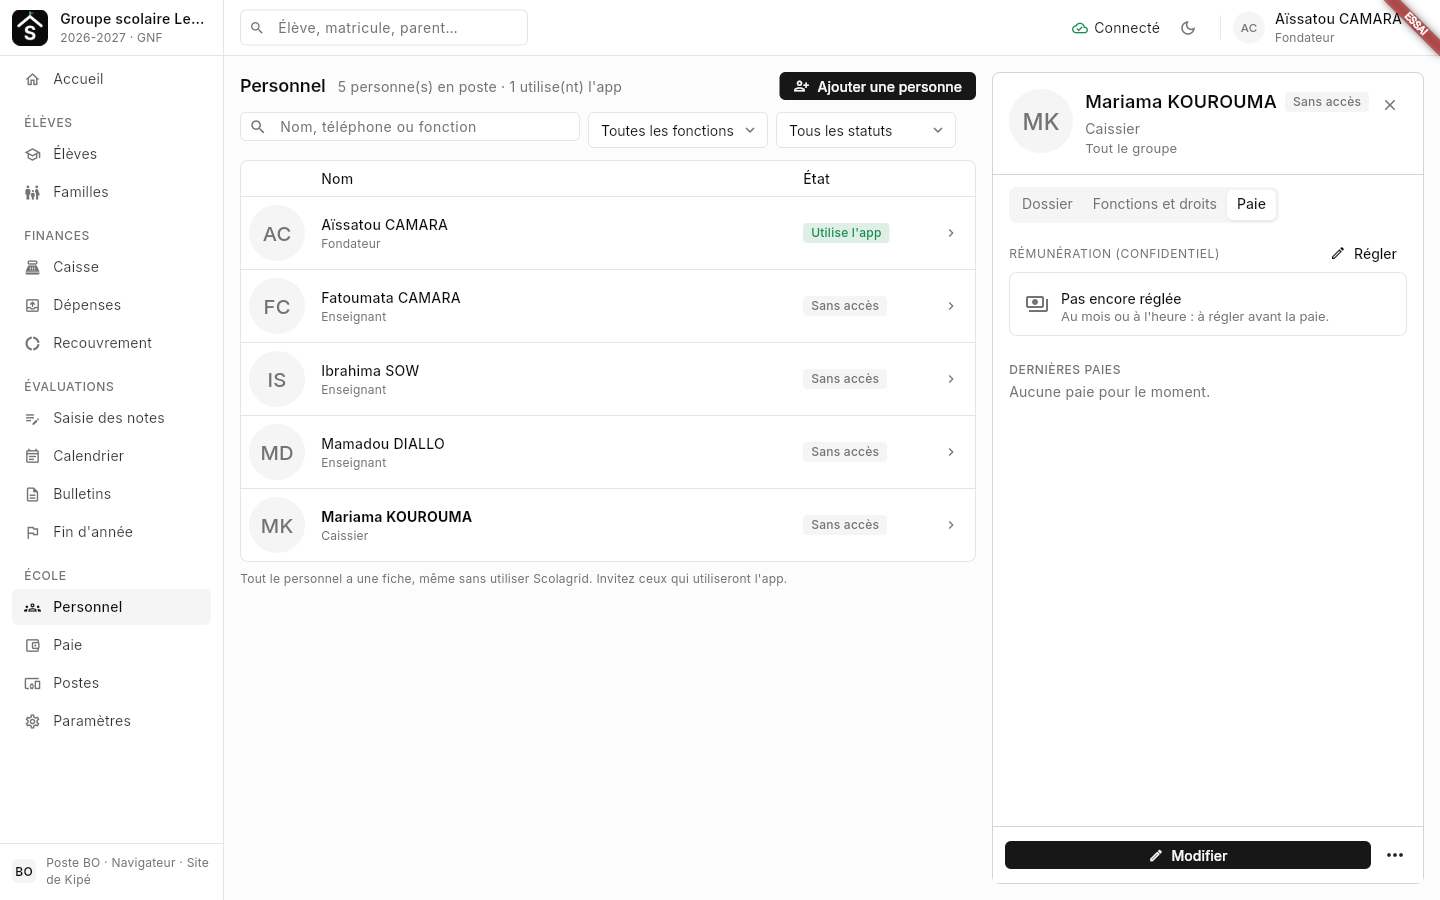 Groupe scolaire Le...
2026-2027 · GNF
Élève, matricule, parent...
Connecté
AC
Aïssatou CAMARA
Fondateur
ESSAI
Accueil
ÉLÈVES
Élèves
Familles
FINANCES
Caisse
Dépenses
Recouvrement
ÉVALUATIONS
Saisie des notes
Calendrier
Bulletins
Fin d'année
ÉCOLE
Personnel
Paie
Postes
Paramètres
BO
Poste BO · Navigateur · Site
de Kipé
Personnel
5 personne(s) en poste · 1 utilise(nt) l'app
Ajouter une personne
Nom, téléphone ou fonction
Toutes les fonctions
Tous les statuts
Nom
État
AC
Aïssatou CAMARA
Fondateur
Utilise l'app
FC
Fatoumata CAMARA
Enseignant
Sans accès
IS
Ibrahima SOW
Enseignant
Sans accès
MD
Mamadou DIALLO
Enseignant
Sans accès
MK
Mariama KOUROUMA
Caissier
Sans accès
Tout le personnel a une fiche, même sans utiliser Scolagrid. Invitez ceux qui utiliseront l'app.
MK
Mariama KOUROUMA
Sans accès
Caissier
Tout le groupe
Dossier
Fonctions et droits
Paie
RÉMUNÉRATION (CONFIDENTIEL)
Régler
Pas encore réglée
Au mois ou à l'heure : à régler avant la paie.
DERNIÈRES PAIES
Aucune paie pour le moment.
Modifier